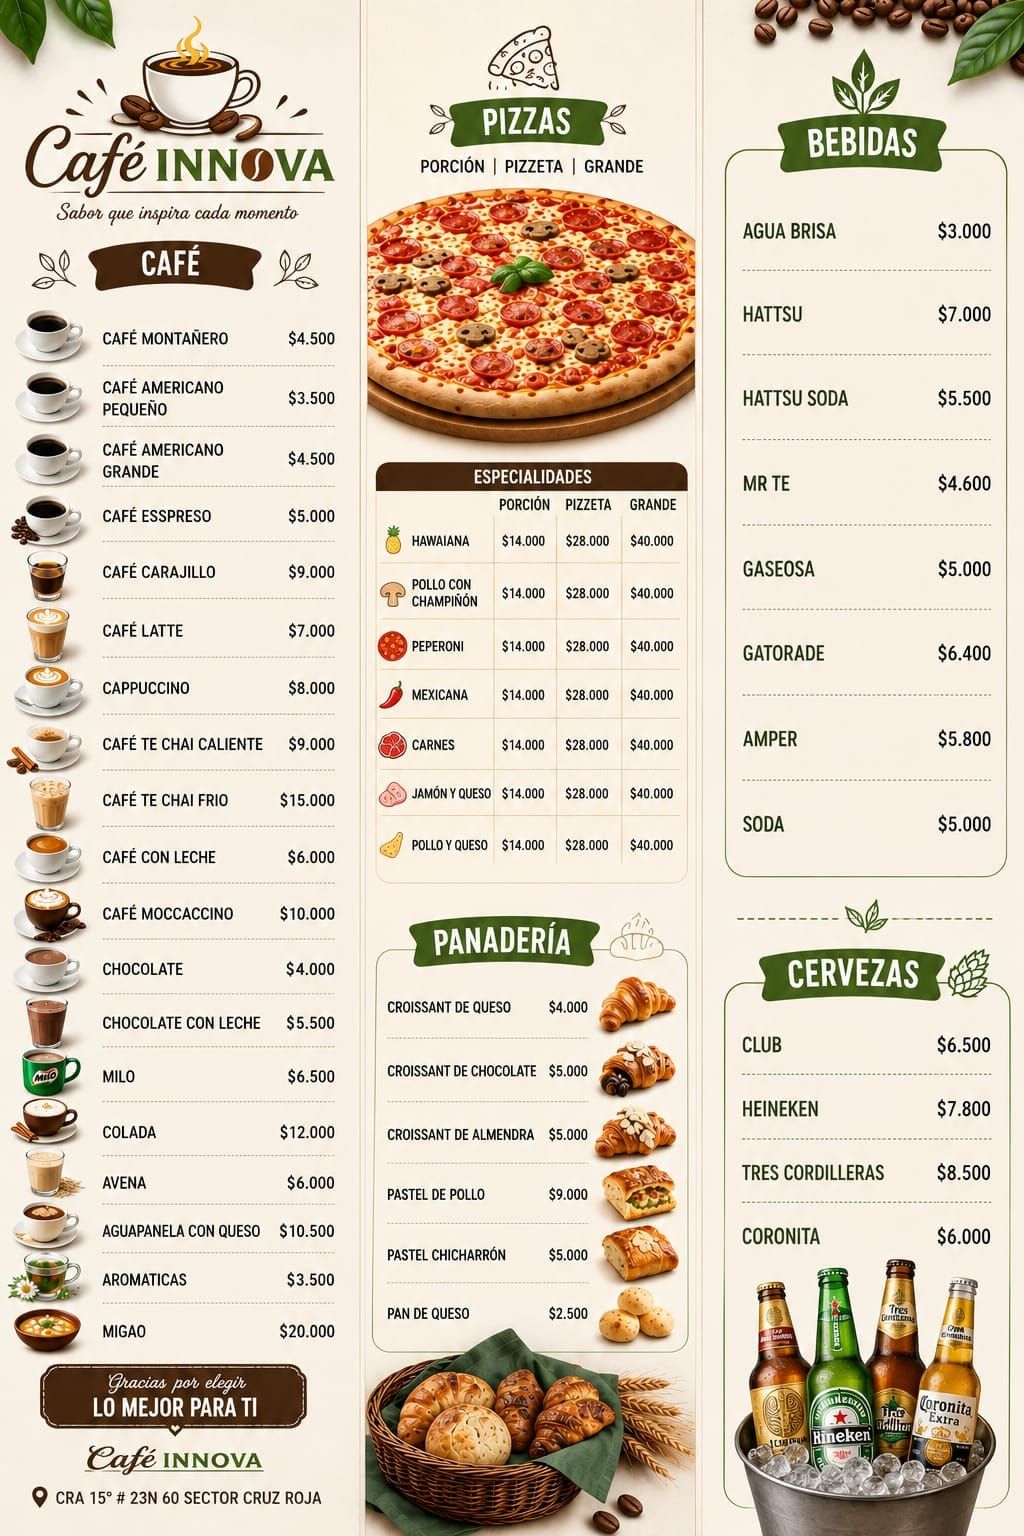 Café INNOVA
Sabor que inspira cada momento
CAFÉ
CAFÉ MONTAÑERO $4.500
CAFÉ AMERICANO
PEQUEÑO $3.500
CAFÉ AMERICANO
GRANDE $4.500
CAFÉ ESSPRESO $5.000
CAFÉ CARAJILLO $9.000
CAFÉ LATTE $7.000
CAPPUCCINO $8.000
CAFÉ TE CHAI CALIENTE $9.000
CAFÉ TE CHAI FRIO $15.000
CAFÉ CON LECHE $6.000
CAFÉ MOCCACCINO $10.000
CHOCOLATE $4.000
CHOCOLATE CON LECHE $5.500
MILO $6.500
MILO
COLADA $12.000
AVENA $6.000
AGUAPANELA CON QUESO $10.500
AROMATICAS $3.500
MIGAO $20.000
Gracias por elegir
LO MEJOR PARA TI
Café INNOVA
CRA 15° # 23N 60 SECTOR CRUZ ROJA
PIZZAS
PORCIÓN | PIZZETA | GRANDE
ESPECIALIDADES
PORCIÓN PIZZETA GRANDE
HAWAIANA $14.000 $28.000 $40.000
POLLO CON
CHAMPIÑÓN $14.000 $28.000 $40.000
PEPERONI $14.000 $28.000 $40.000
MEXICANA $14.000 $28.000 $40.000
CARNES $14.000 $28.000 $40.000
JAMÓN Y QUESO $14.000 $28.000 $40.000
POLLO Y QUESO $14.000 $28.000 $40.000
PANADERÍA
CROISSANT DE QUESO $4.000
CROISSANT DE CHOCOLATE $5.000
CROISSANT DE ALMENDRA $5.000
PASTEL DE POLLO $9.000
PASTEL CHICHARRÓN $5.000
PAN DE QUESO $2.500
BEBIDAS
AGUA BRISA $3.000
HATTSU $7.000
HATTSU SODA $5.500
MR TE $4.600
GASEOSA $5.000
GATORADE $6.400
AMPER $5.800
SODA $5.000
CERVEZAS
CLUB $6.500
HEINEKEN $7.800
TRES CORDILLERAS $8.500
CORONITA $6.000
Tres
Heineken
Coronita
Extra